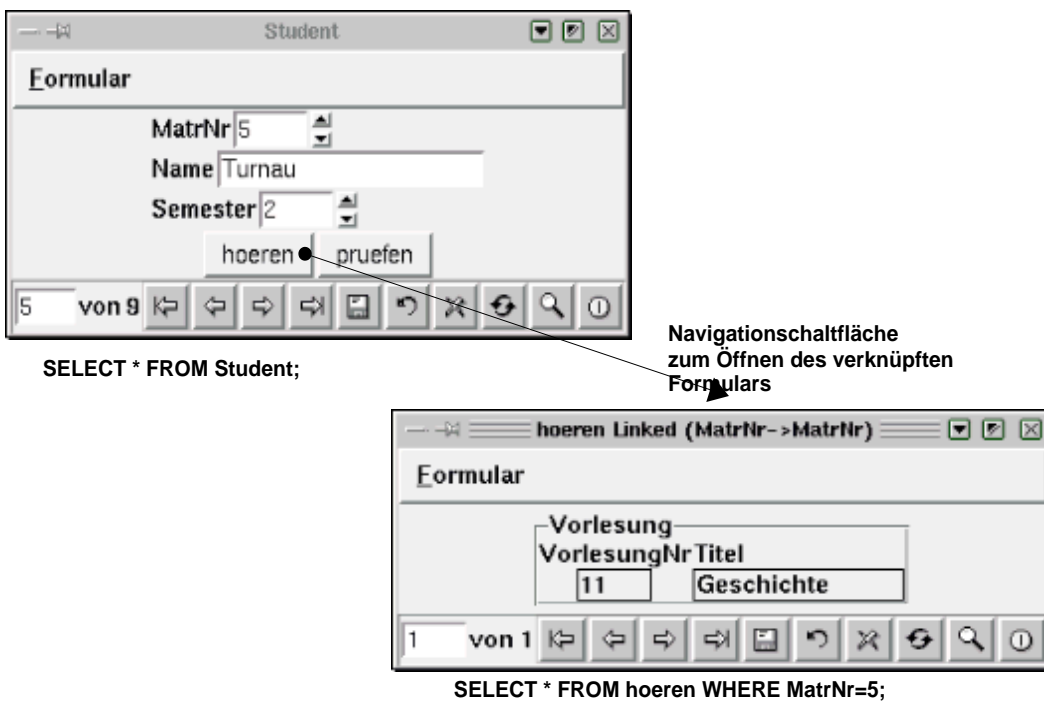 Student
Formular
MatrNr 5
Name Turnau
Semester 2
hoeren pruefen
5 von 9
SELECT * FROM Student;
Navigationschaltfläche
zum Öffnen des verknüpften
Formulars
hoeren Linked (MatrNr->MatrNr)
Formular
Vorlesung
VorlesungNr Titel
11 Geschichte
1 von 1
SELECT * FROM hoeren WHERE MatrNr=5;